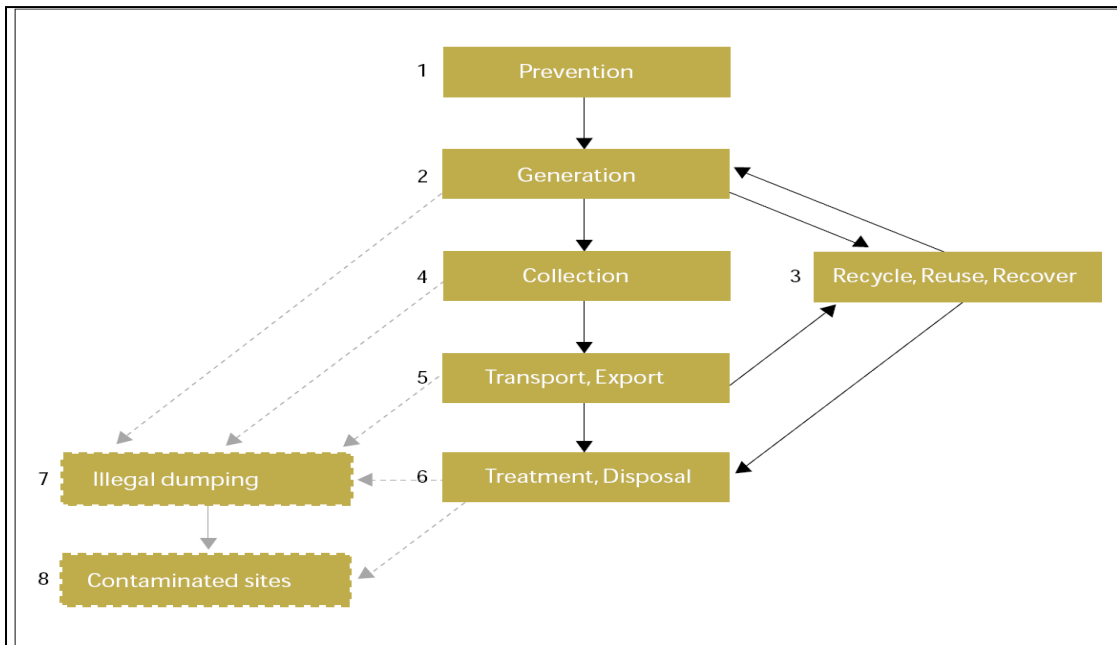 1 Prevention
2 Generation
4 Collection
3 Recycle, Reuse, Recover
5 Transport, Export
7 Illegal dumping
6 Treatment, Disposal
8 Contaminated sites